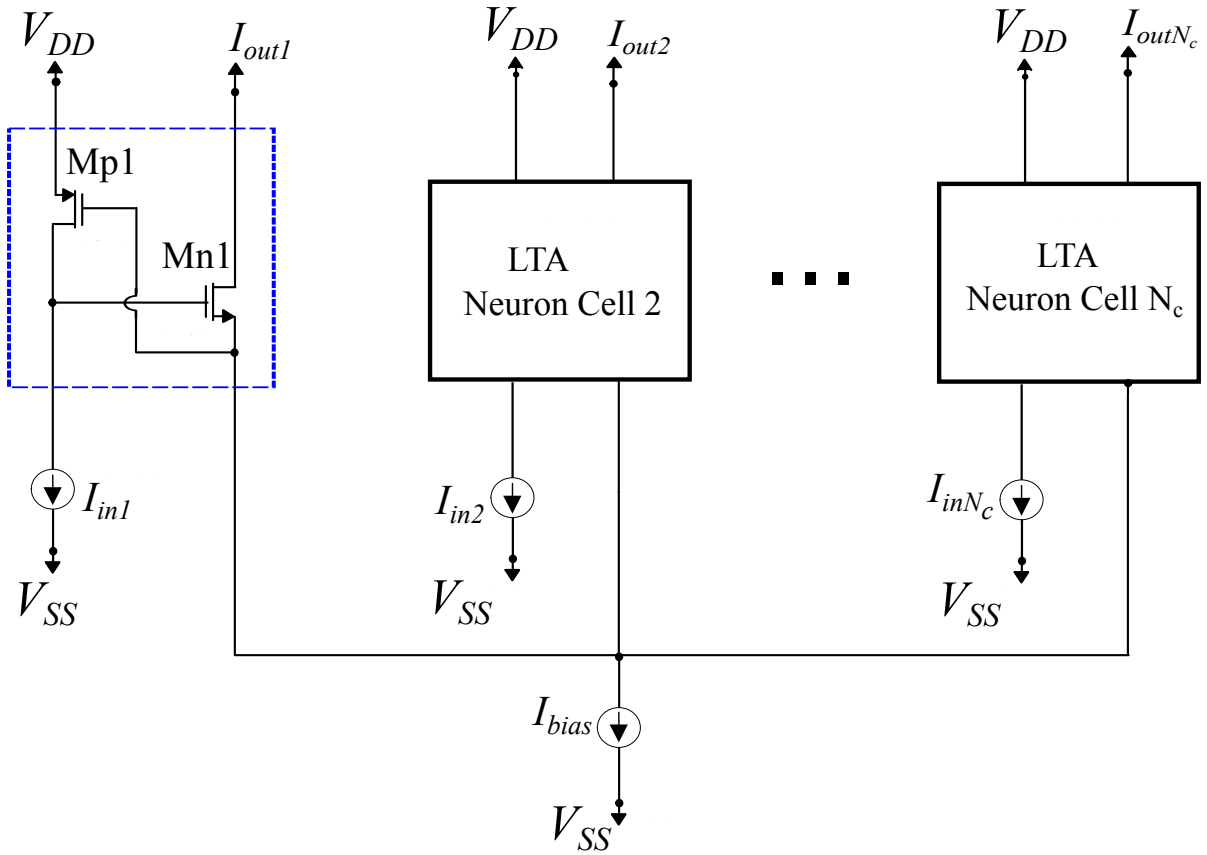 V_DD
I_out1
V_DD
I_out2
V_DD
I_outN_c
Mp1
Mn1
LTA
Neuron Cell 2
LTA
Neuron Cell N_c
I_in1
I_in2
I_inN_c
V_SS
V_SS
V_SS
I_bias
V_SS